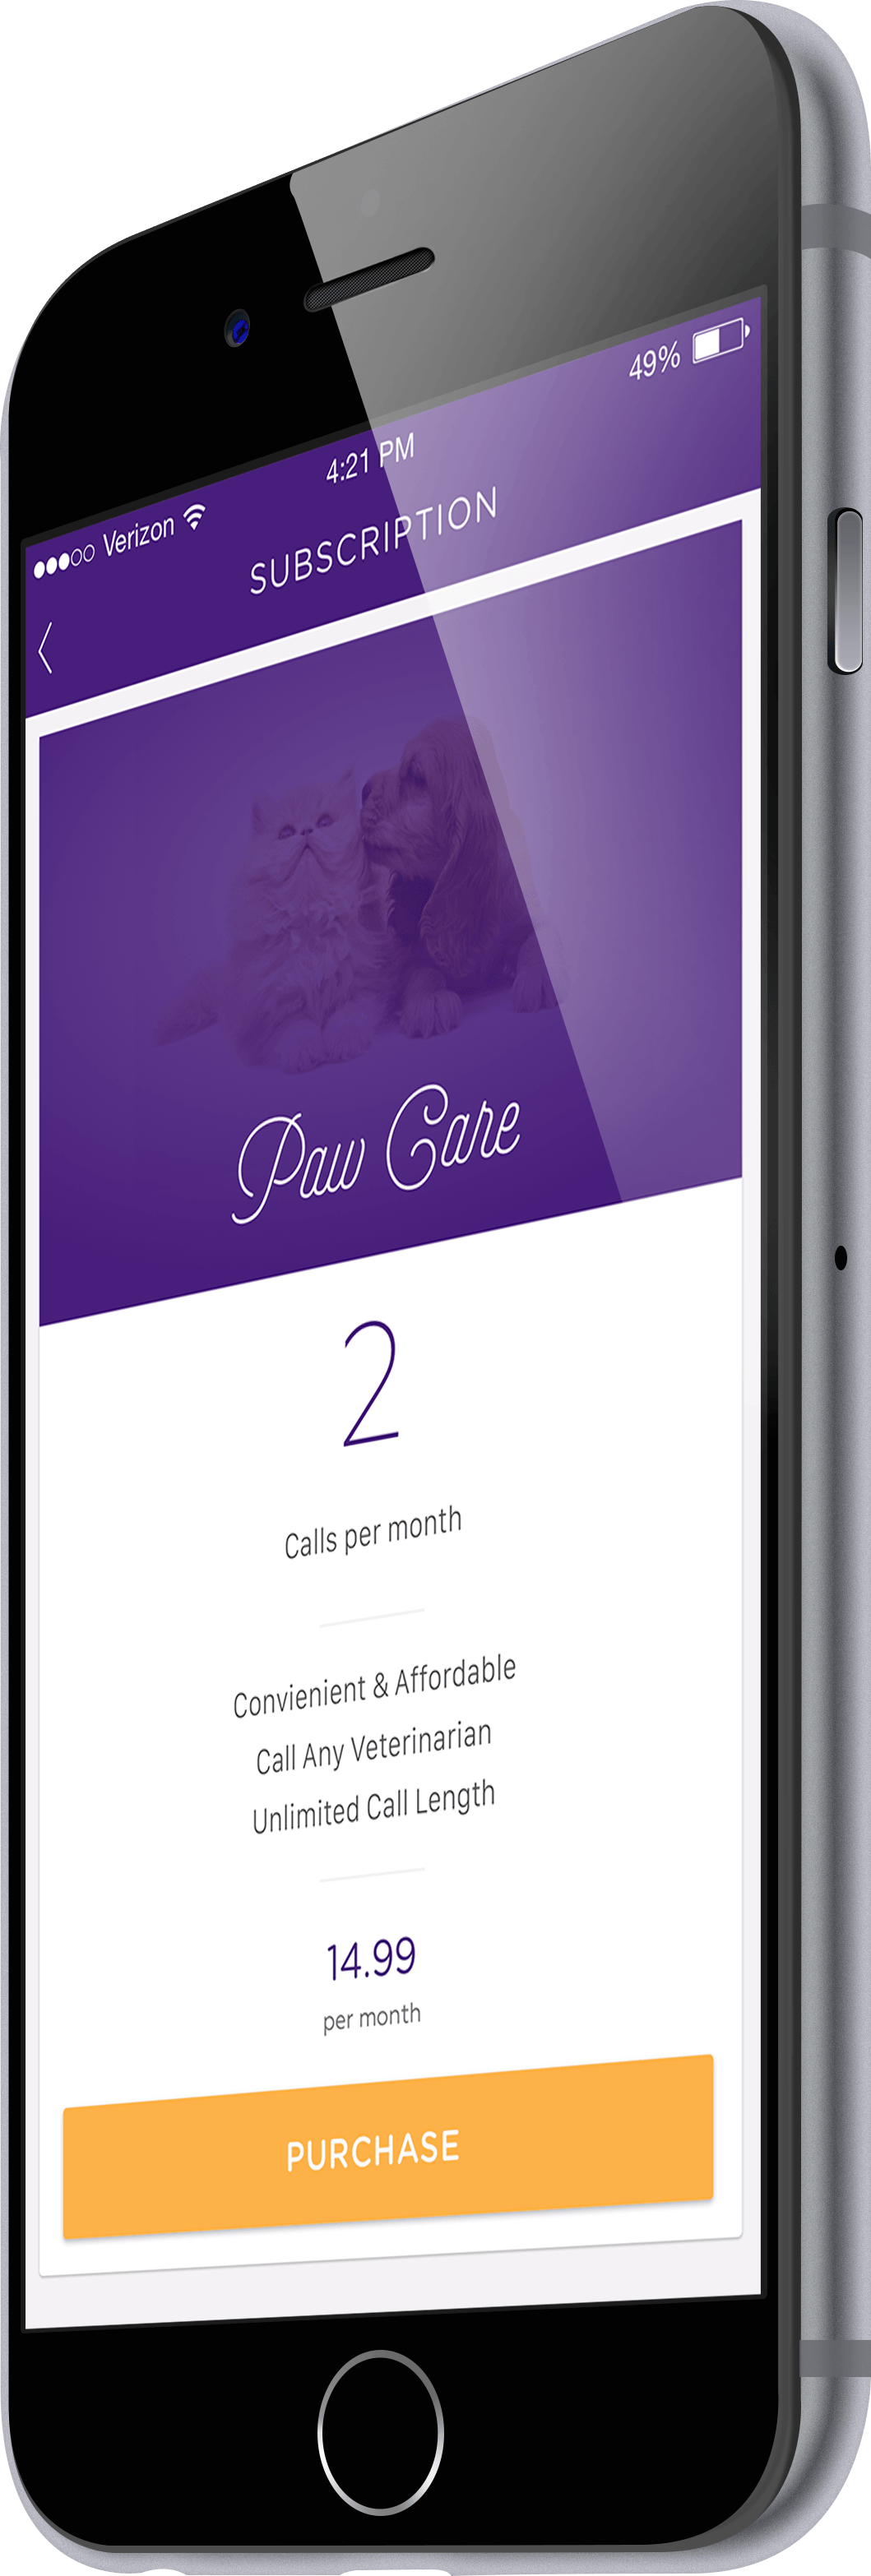 49%
4:21 PM
Verizon
SUBSCRIPTION
Paw Care
2
Calls per month
Convienient & Affordable
Call Any Veterinarian
Unlimited Call Length
14.99
per month
PURCHASE